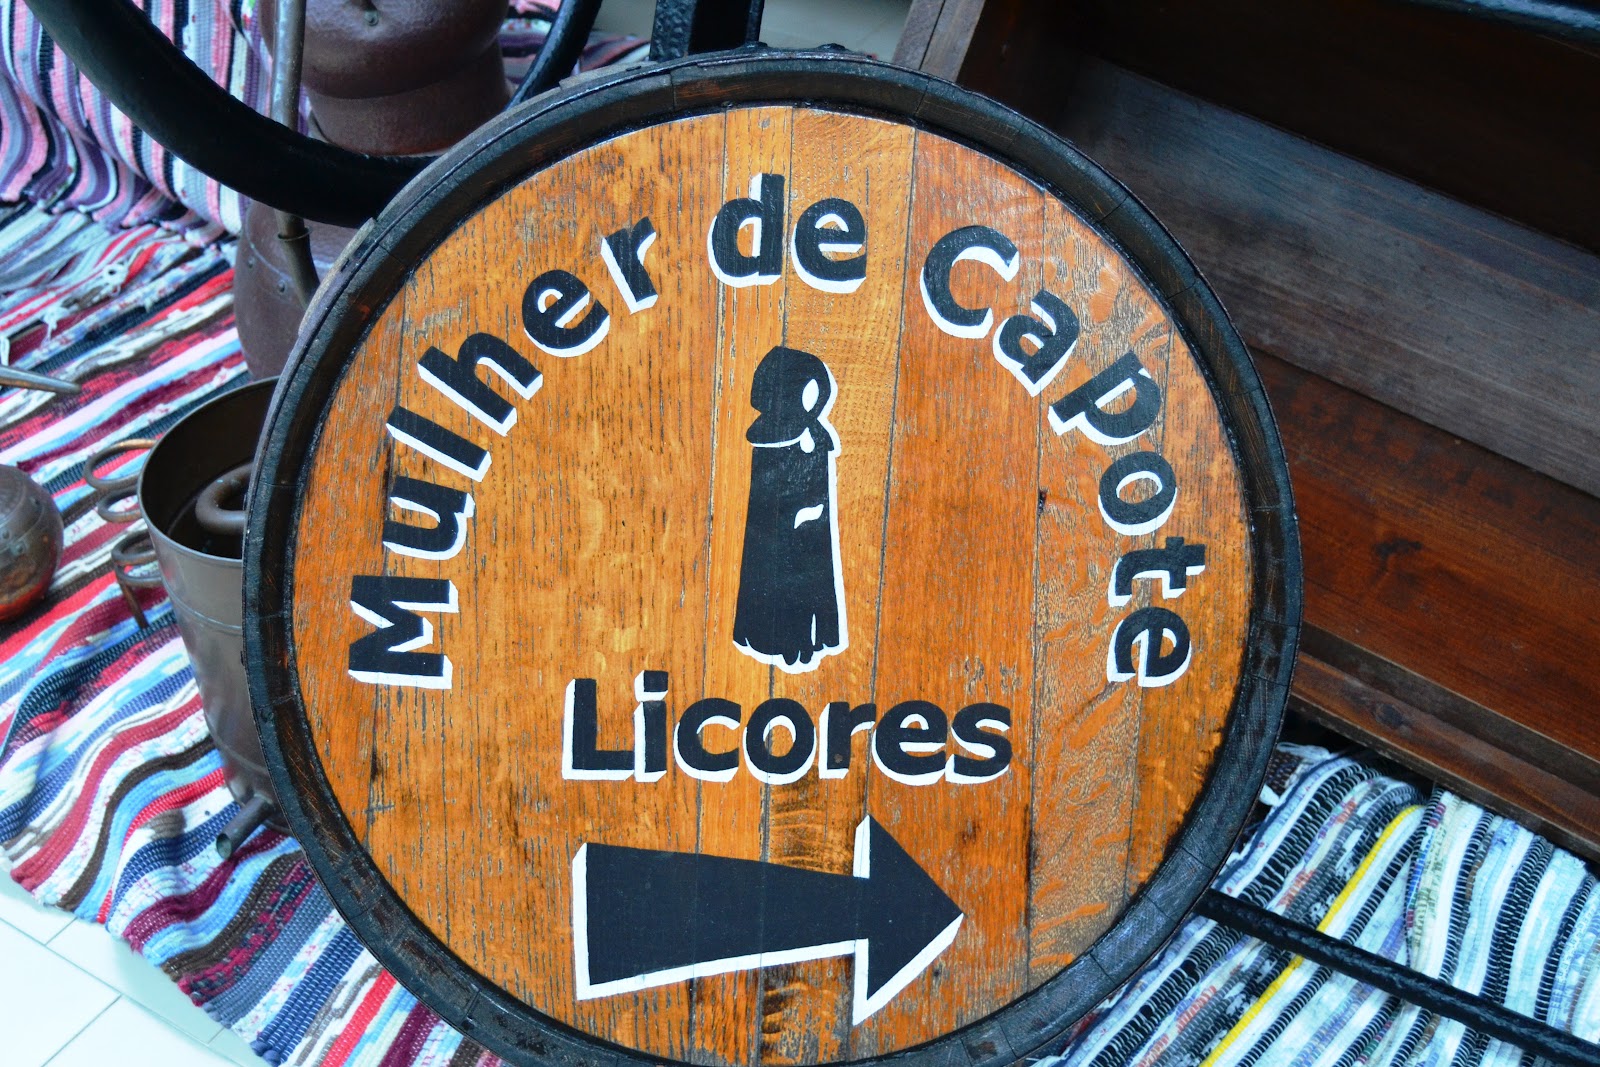 Mulher de Capote
Licores